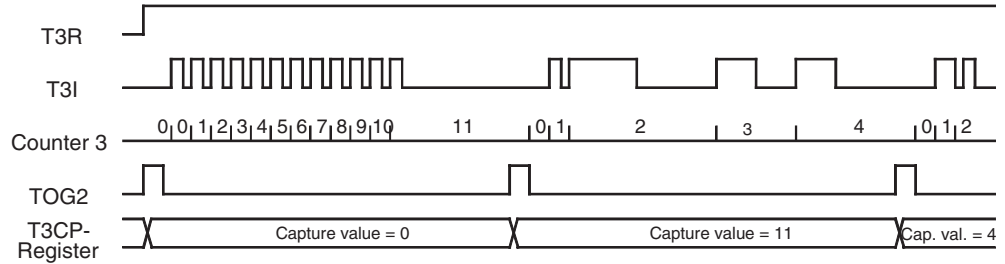 T3R
T3I
Counter 3
0 0 1 2 3 4 5 6 7 8 9 10 11 0 1 2 3 4 0 1 2
TOG2
T3CP-
Register
Capture value = 0
Capture value = 11
Cap. val. = 4